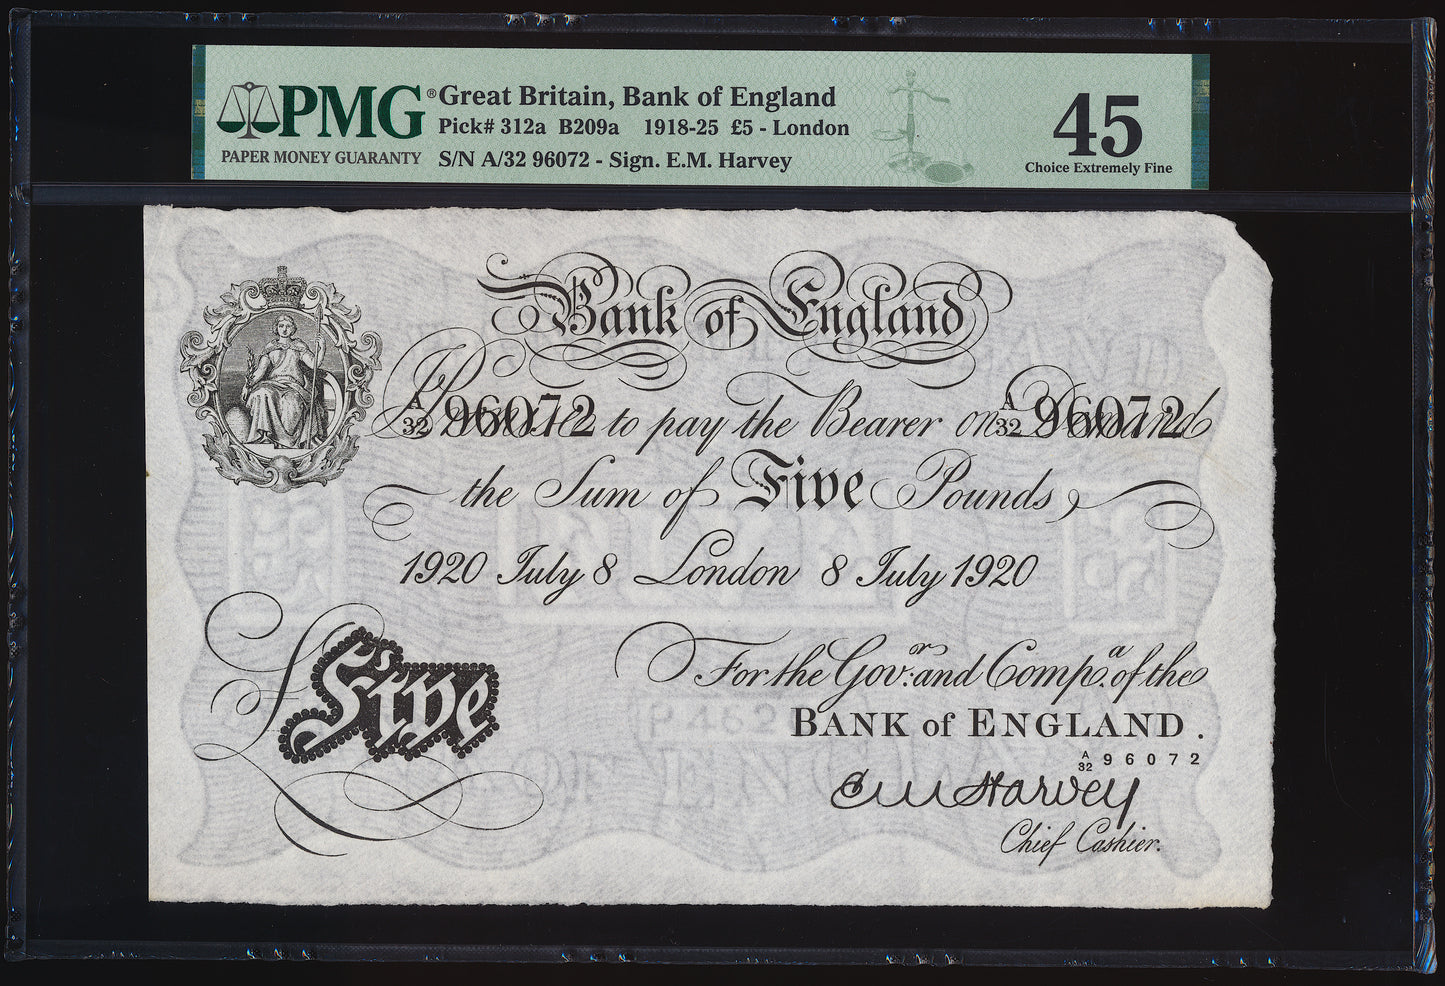 PMG®
PAPER MONEY GUARANTY
Great Britain, Bank of England
Pick# 312a B209a 1918-25 £5 - London
S/N A/32 96072 - Sign. E.M. Harvey
45
Choice Extremely Fine
Bank of England
A/32 96072 Promise to pay the Bearer on Demand A/32 96072
the Sum of Five Pounds
1920 July 8 London 8 July 1920
£Five
For the Govr. and Compa. of the
BANK of ENGLAND.
A/32 96072
E M Harvey
Chief Cashier.